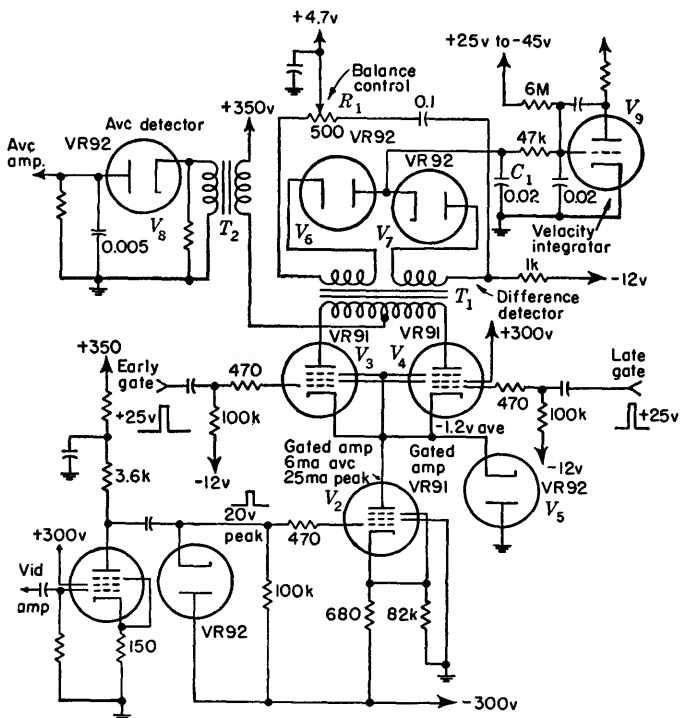 +4.7v
+25v to -45v
Balance
control
R1
500
VR92
0.1
6M
V9
+350v
Avc detector
VR92
Avc
amp.
V8
T2
0.005
VR92
47k
C1
0.02
0.02
V6
V7
Velocity
integrator
1k
-12v
T1
Difference
detector
VR91
VR91
+300v
V3
V4
+350
Early
gate
470
Late
gate
470
+25v
100k
100k
+25v
-1.2v ave
-12v
-12v
Gated amp
6ma avc
25ma peak
Gated
amp
VR91
VR92
V5
3.6k
V2
20v
peak
470
+300v
Vid
amp
100k
680
82k
VR92
150
-300v